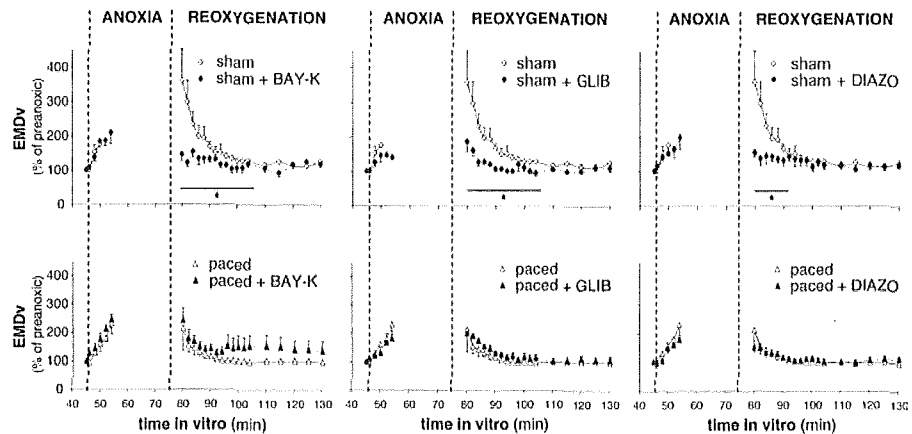 ANOXIA REOXYGENATION ANOXIA REOXYGENATION ANOXIA REOXYGENATION
EMDv
(% of preanoxic)
400
300
200
100
0
sham
sham + BAY-K
*
sham
sham + GLIB
*
sham
sham + DIAZO
*
EMDv
(% of preanoxic)
400
300
200
100
0
paced
paced + BAY-K
paced
paced + GLIB
paced
paced + DIAZO
40 50 60 70 80 90 100 110 120 130
40 50 60 70 80 90 100 110 120 130
40 50 60 70 80 90 100 110 120 130
time in vitro (min) time in vitro (min) time in vitro (min)